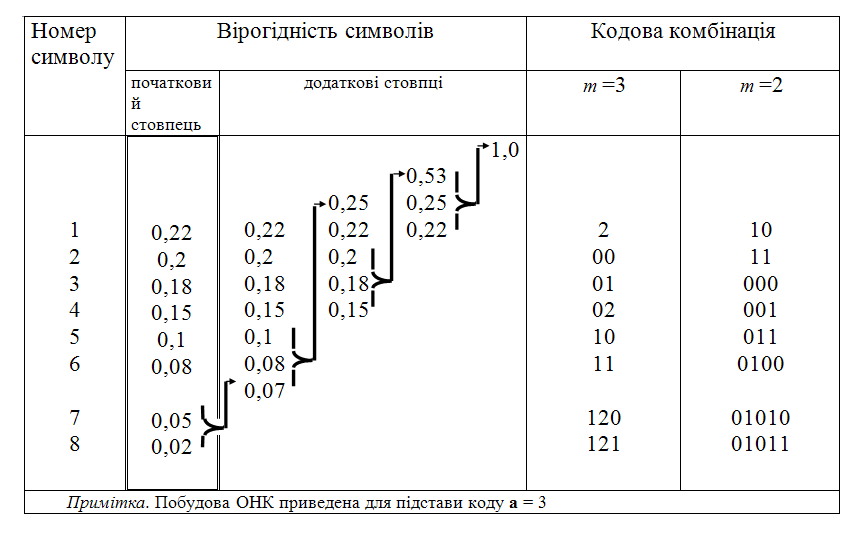 Номер символу Вірогідність символів Кодова комбінація
початковий стовпець додаткові стовпці m =3 m =2
1,0
0,53
0,25 0,25
1 0,22 0,22 0,22 0,22 2 10
2 0,2 0,2 0,2 00 11
3 0,18 0,18 0,18 01 000
4 0,15 0,15 0,15 02 001
5 0,1 0,1 10 011
6 0,08 0,08 11 0100
0,07
7 0,05 120 01010
8 0,02 121 01011
Примітка. Побудова ОНК приведена для підстави коду a = 3